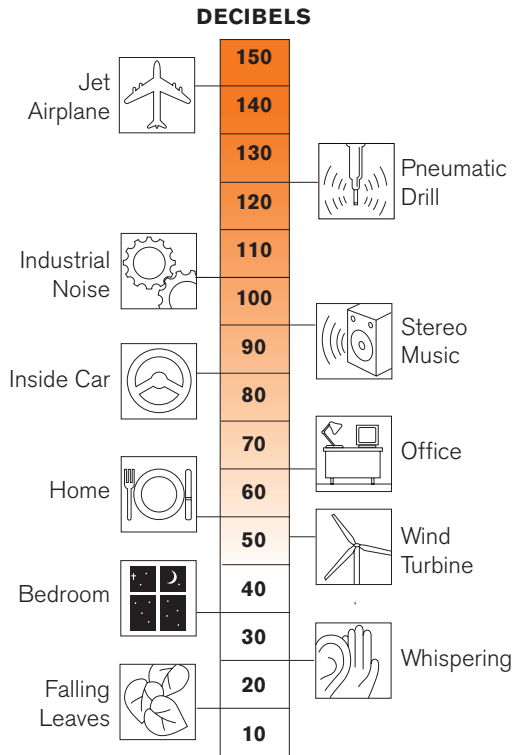 DECIBELS
150
Jet
Airplane
140
130
Pneumatic
Drill
120
110
Industrial
Noise
100
Stereo
Music
90
Inside Car
80
70
Office
Home
60
50
Wind
Turbine
40
Bedroom
30
Whispering
20
Falling
Leaves
10